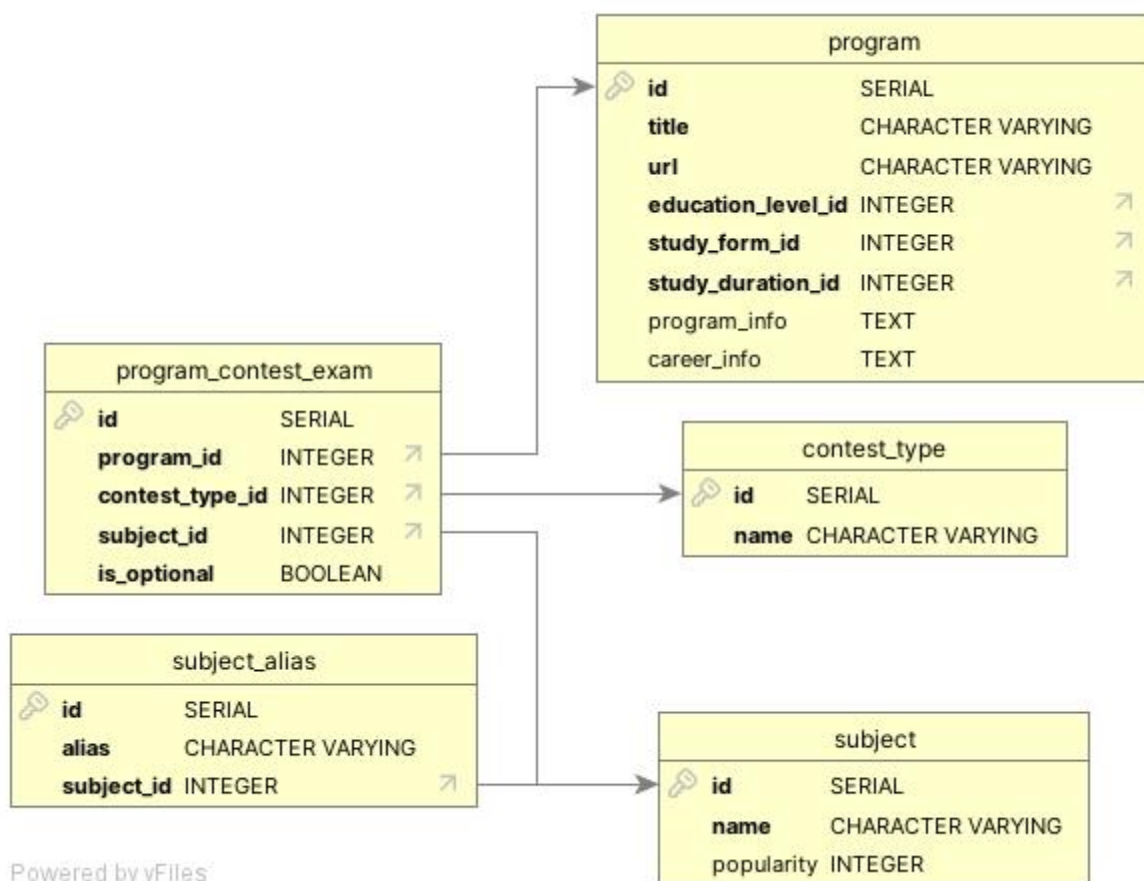 program
id SERIAL
title CHARACTER VARYING
url CHARACTER VARYING
education_level_id INTEGER
study_form_id INTEGER
study_duration_id INTEGER
program_info TEXT
career_info TEXT
program_contest_exam
id SERIAL
program_id INTEGER
contest_type_id INTEGER
subject_id INTEGER
is_optional BOOLEAN
contest_type
id SERIAL
name CHARACTER VARYING
subject_alias
id SERIAL
alias CHARACTER VARYING
subject_id INTEGER
subject
id SERIAL
name CHARACTER VARYING
popularity INTEGER
Powered by yFiles